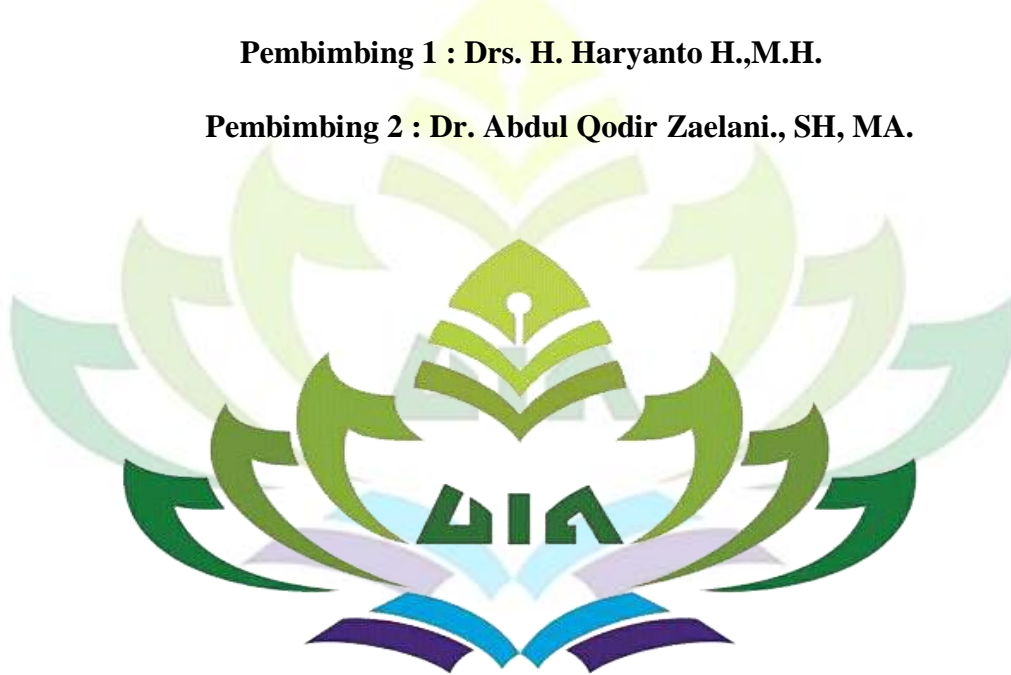 Pembimbing 1 : Drs. H. Haryanto H.,M.H.
Pembimbing 2 : Dr. Abdul Qodir Zaelani., SH, MA.
UIN